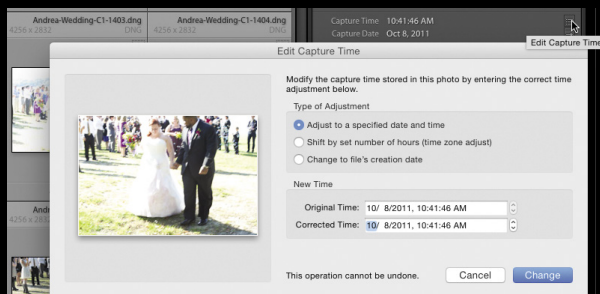 Andrea-Wedding-C1-1403.dng
4256 x 2832 DNG
Andrea-Wedding-C1-1404.dng
4256 x 2832 DNG
Capture Time 10:41:46 AM
Capture Date Oct 8, 2011
Edit Capture Time
Edit Capture Time
Modify the capture time stored in this photo by entering the correct time
adjustment below.
Type of Adjustment
Adjust to a specified date and time
Shift by set number of hours (time zone adjust)
Change to file's creation date
New Time
Original Time: 10/ 8/2011, 10:41:46 AM
Corrected Time: 10/ 8/2011, 10:41:46 AM
Andr
4256 x 2
This operation cannot be undone.
Cancel
Change